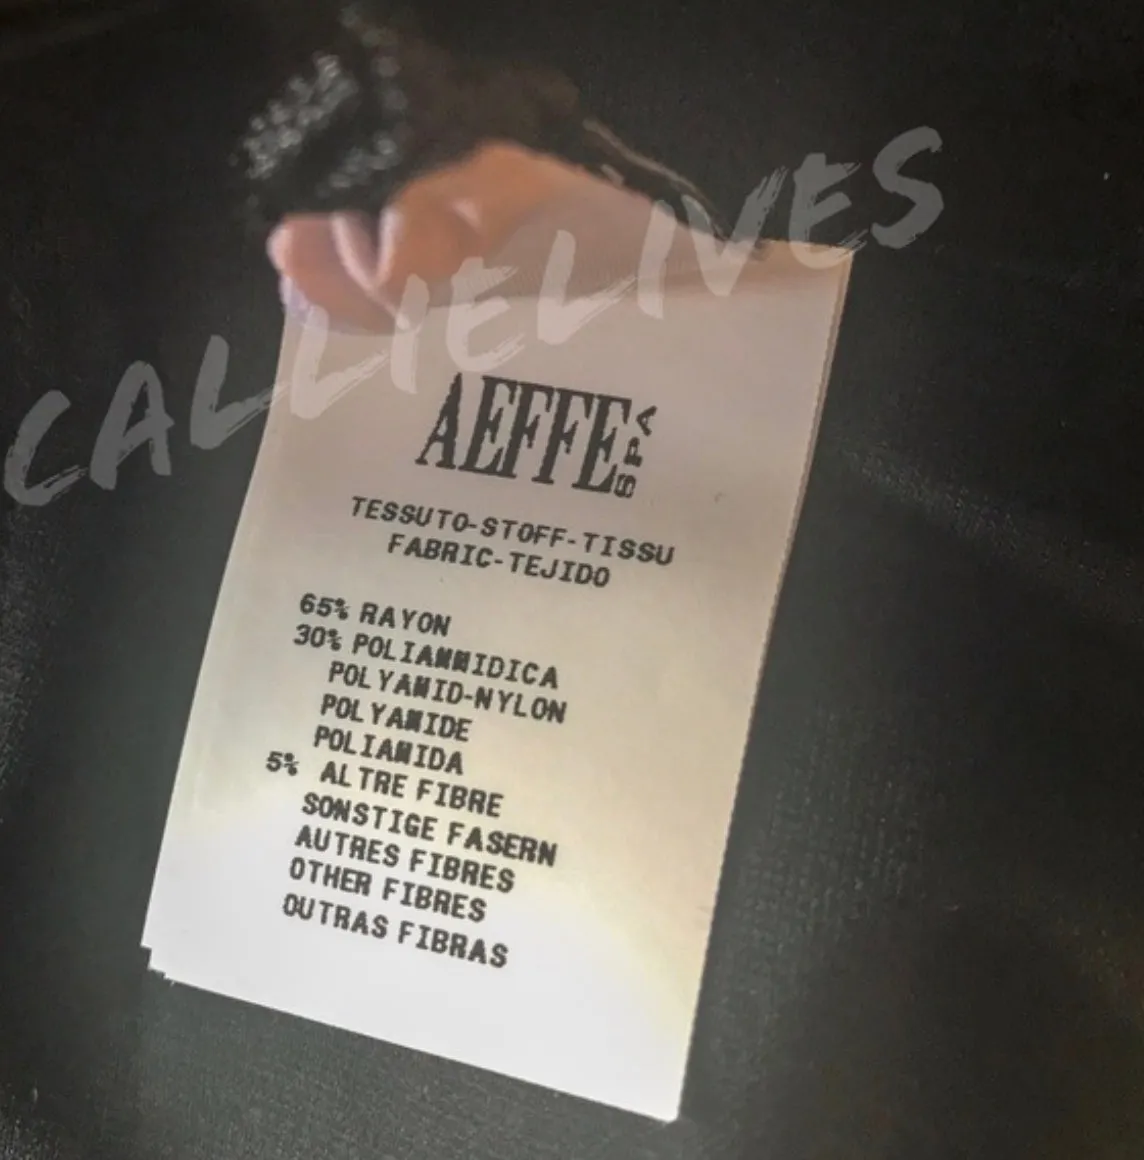 CALLIELIVES
AEFFE SPA
TESSUTO-STOFF-TISSU
FABRIC-TEJIDO
65% RAYON
30% POLIAMMIDICA
POLYAMID-NYLON
POLYAMIDE
POLIAMIDA
5% ALTRE FIBRE
SONSTIGE FASERN
AUTRES FIBRES
OTHER FIBRES
OUTRAS FIBRAS